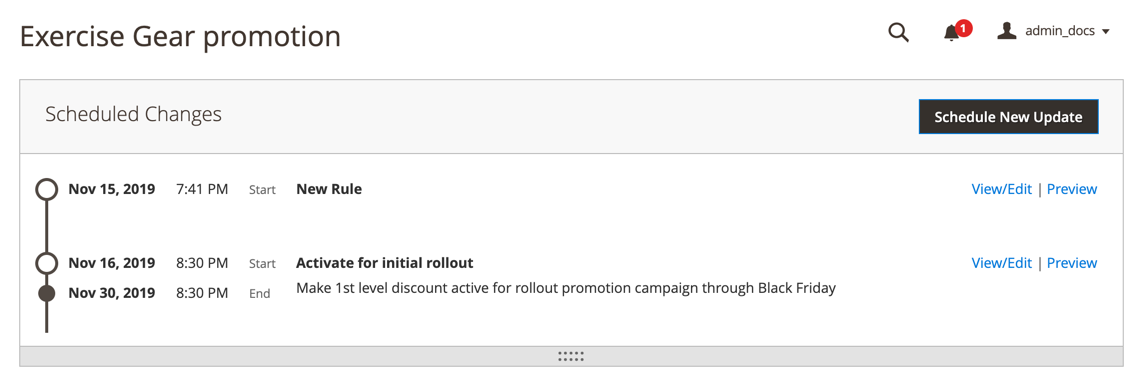 Exercise Gear promotion
1
admin_docs
Scheduled Changes
Schedule New Update
Nov 15, 2019 7:41 PM Start New Rule View/Edit | Preview
Nov 16, 2019 8:30 PM Start Activate for initial rollout View/Edit | Preview
Nov 30, 2019 8:30 PM End Make 1st level discount active for rollout promotion campaign through Black Friday